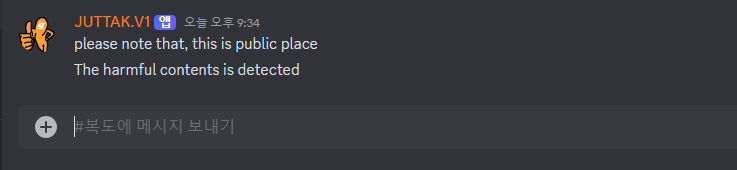 JUTTAK.V1 앱 오늘 오후 9:34
please note that, this is public place
The harmful contents is detected
#복도에 메시지 보내기